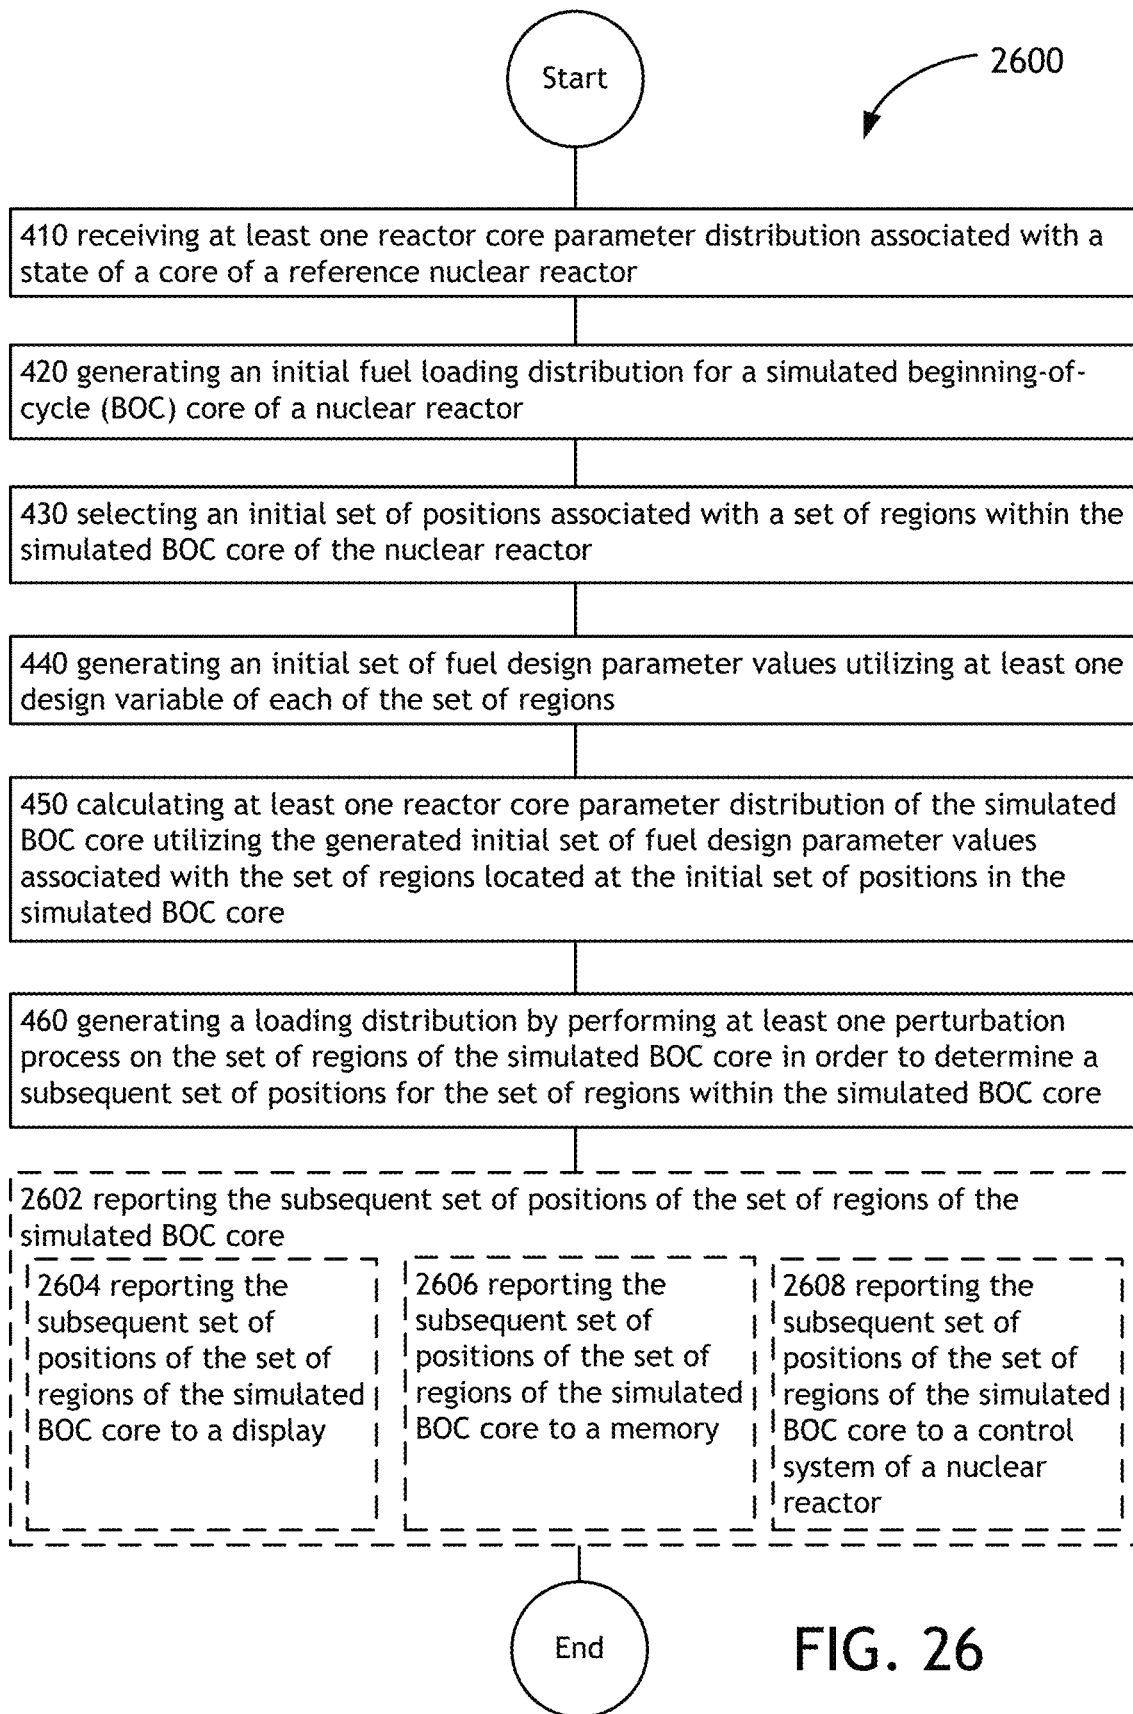 Start
2600
410 receiving at least one reactor core parameter distribution associated with a
state of a core of a reference nuclear reactor
420 generating an initial fuel loading distribution for a simulated beginning-of-
cycle (BOC) core of a nuclear reactor
430 selecting an initial set of positions associated with a set of regions within the
simulated BOC core of the nuclear reactor
440 generating an initial set of fuel design parameter values utilizing at least one
design variable of each of the set of regions
450 calculating at least one reactor core parameter distribution of the simulated
BOC core utilizing the generated initial set of fuel design parameter values
associated with the set of regions located at the initial set of positions in the
simulated BOC core
460 generating a loading distribution by performing at least one perturbation
process on the set of regions of the simulated BOC core in order to determine a
subsequent set of positions for the set of regions within the simulated BOC core
2602 reporting the subsequent set of positions of the set of regions of the
simulated BOC core
2604 reporting the
subsequent set of
positions of the set of
regions of the simulated
BOC core to a display
2606 reporting the
subsequent set of
positions of the set of
regions of the simulated
BOC core to a memory
2608 reporting the
subsequent set of
positions of the set of
regions of the simulated
BOC core to a control
system of a nuclear
reactor
End
FIG. 26